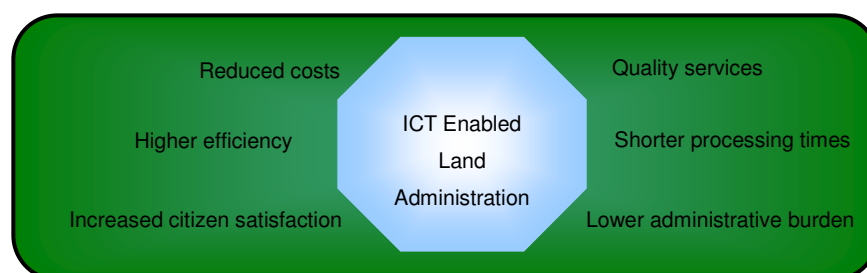 Reduced costs
Higher efficiency
Increased citizen satisfaction
ICT Enabled
Land
Administration
Quality services
Shorter processing times
Lower administrative burden